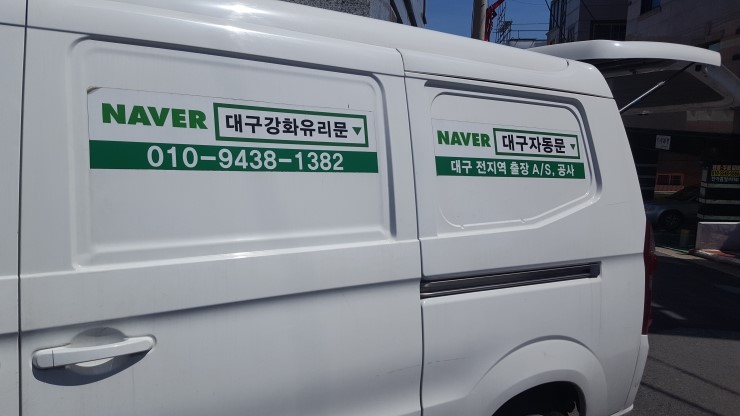 NAVER 대구강화유리문
010-9438-1382
NAVER 대구자동문
대구 전지역 출장 A/S, 공사